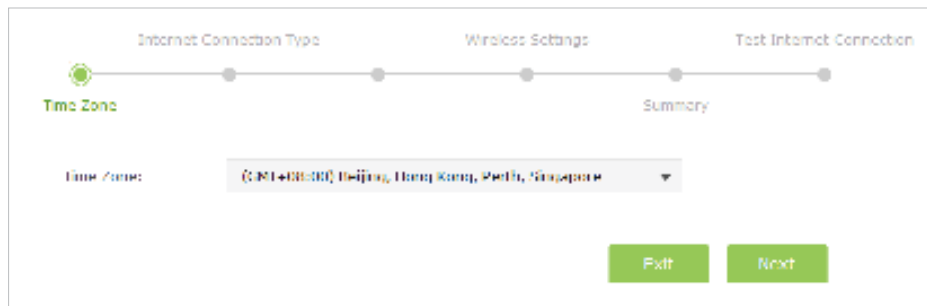 Internet Connection Type Wireless Settings Test Internet Connection
Time Zone Summary
Time Zone: (GMT+08:00) Beijing, Hong Kong, Perth, Singapore
Exit Next